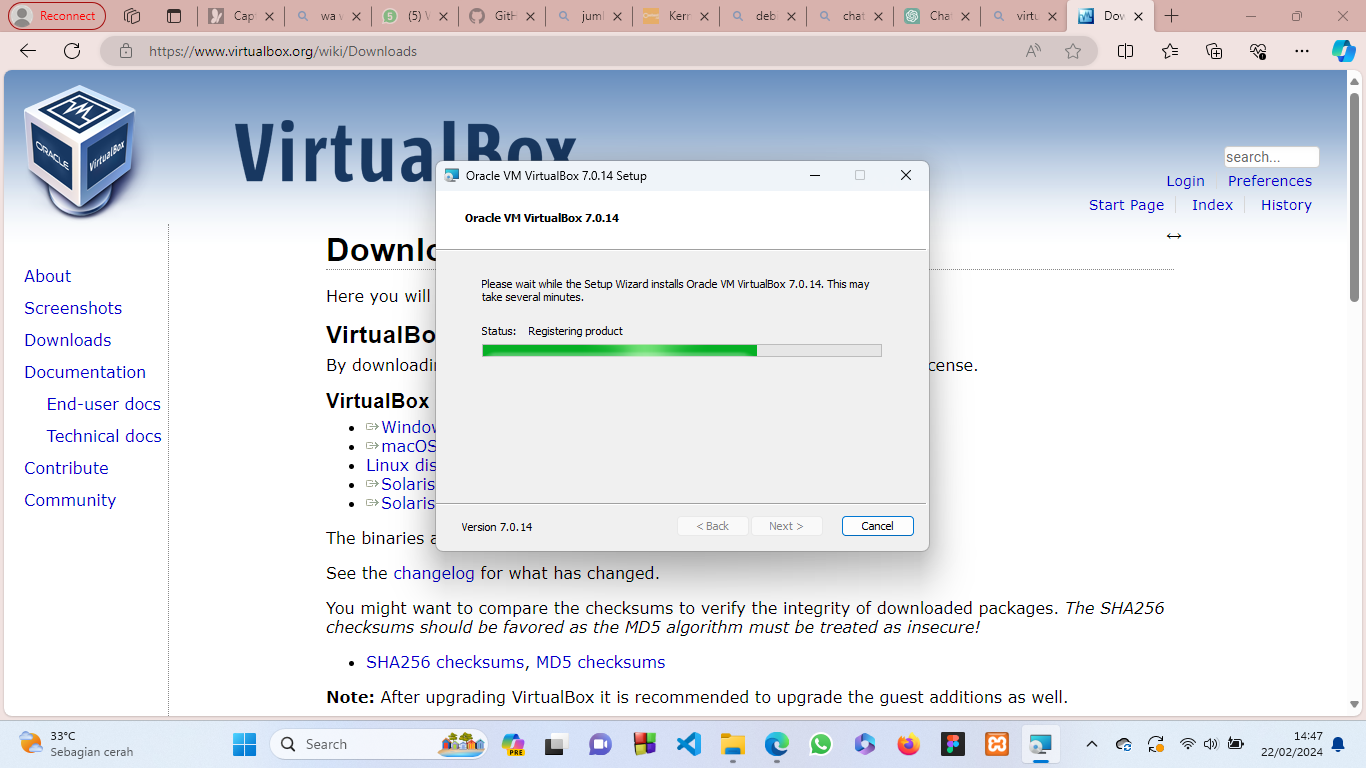 Reconnect
Capt
wa v
(5) W
GitH
juml
Kerr
deb
chat
Cha
virtu
Dow
https://www.virtualbox.org/wiki/Downloads
ORACLE
VirtualBox
VirtualBox
search...
Login
Preferences
Start Page
Index
History
About
Screenshots
Downloads
Documentation
End-user docs
Technical docs
Contribute
Community
Downlo
Here you will
VirtualBo
By downloadin
cense.
VirtualBox
Window
macOS
Linux dis
Solaris
Solaris
The binaries a
See the changelog for what has changed.
You might want to compare the checksums to verify the integrity of downloaded packages. The SHA256
checksums should be favored as the MD5 algorithm must be treated as insecure!
SHA256 checksums, MD5 checksums
Note: After upgrading VirtualBox it is recommended to upgrade the guest additions as well.
Oracle VM VirtualBox 7.0.14 Setup
Oracle VM VirtualBox 7.0.14
Please wait while the Setup Wizard installs Oracle VM VirtualBox 7.0.14. This may
take several minutes.
Status: Registering product
Version 7.0.14
< Back
Next >
Cancel
33°C
Sebagian cerah
Search
PRE
14:47
22/02/2024